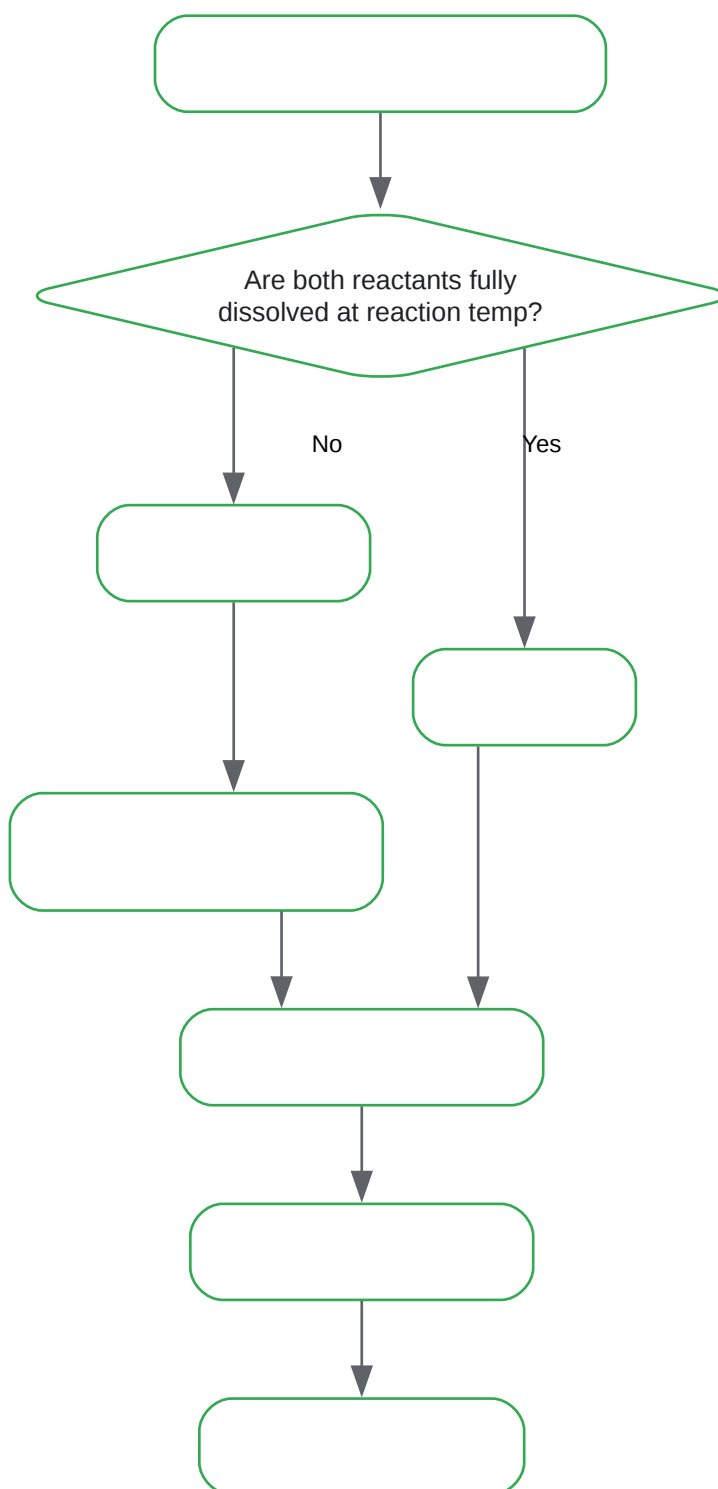 Are both reactants fully
dissolved at reaction temp?
No
Yes